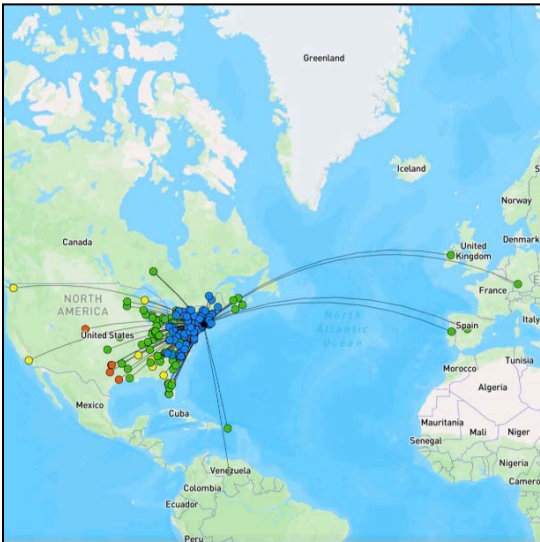 Greenland
Iceland
Norway
Canada
United
Kingdom
Denmark
NORTH
AMERICA
France
North
Atlantic
Ocean
United States
Spain
Italy
Tunisia
Morocco
Algeria
Mexico
Cuba
Mauritania
Mali
Niger
Senegal
Venezuela
Nigeria
Colombia
Cameroo
Ecuador
Peru